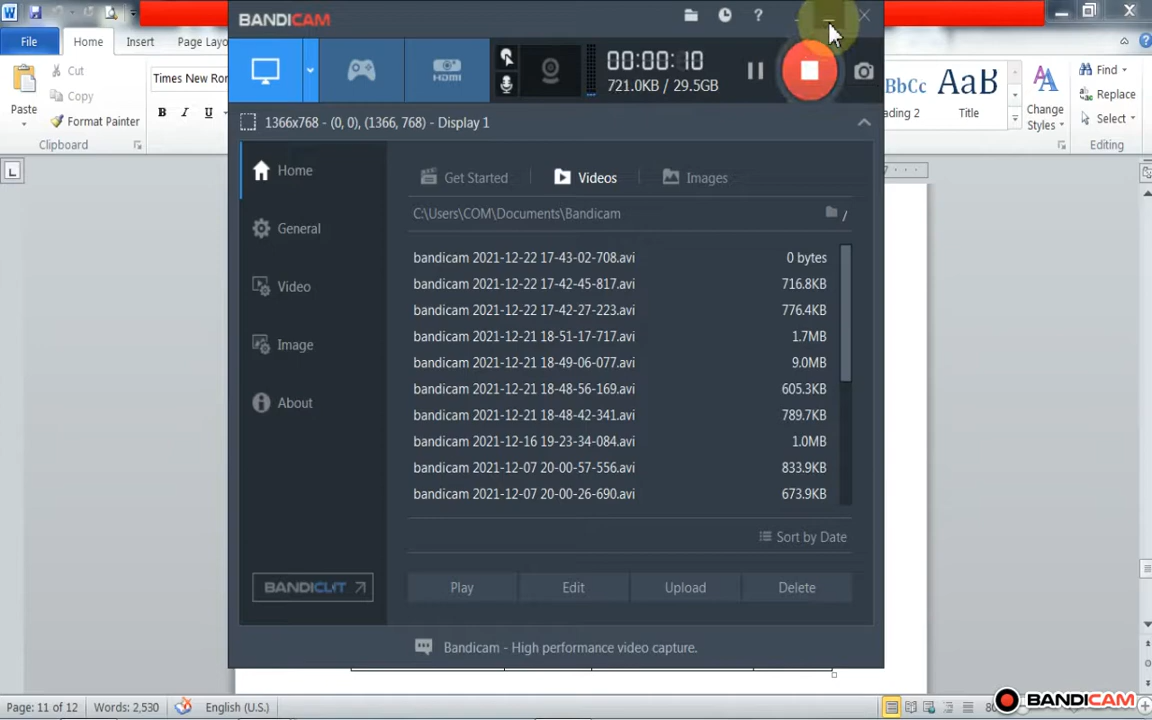 BANDICAM
File Home Insert Page La
Cut
Copy
Format Painter
Paste
Clipboard
Times New Ro
B I U
00:00:10
721.0KB / 29.5GB
HDMI
BbCc AaB
eading 2 Title
Change
Styles
Find
Replace
Select
Editing
1366x768 - (0, 0), (1366, 768) - Display 1
Home
General
Video
Image
About
Get Started Videos Images
C:\Users\COM\Documents\Bandicam
bandicam 2021-12-22 17-43-02-708.avi 0 bytes
bandicam 2021-12-22 17-42-45-817.avi 716.8KB
bandicam 2021-12-22 17-42-27-223.avi 776.4KB
bandicam 2021-12-21 18-51-17-717.avi 1.7MB
bandicam 2021-12-21 18-49-06-077.avi 9.0MB
bandicam 2021-12-21 18-48-56-169.avi 605.3KB
bandicam 2021-12-21 18-48-42-341.avi 789.7KB
bandicam 2021-12-16 19-23-34-084.avi 1.0MB
bandicam 2021-12-07 20-00-57-556.avi 833.9KB
bandicam 2021-12-07 20-00-26-690.avi 673.9KB
Sort by Date
BANDICUT
Play Edit Upload Delete
Bandicam - High performance video capture.
Page: 11 of 12 Words: 2,530 English (U.S.)
BANDICAM